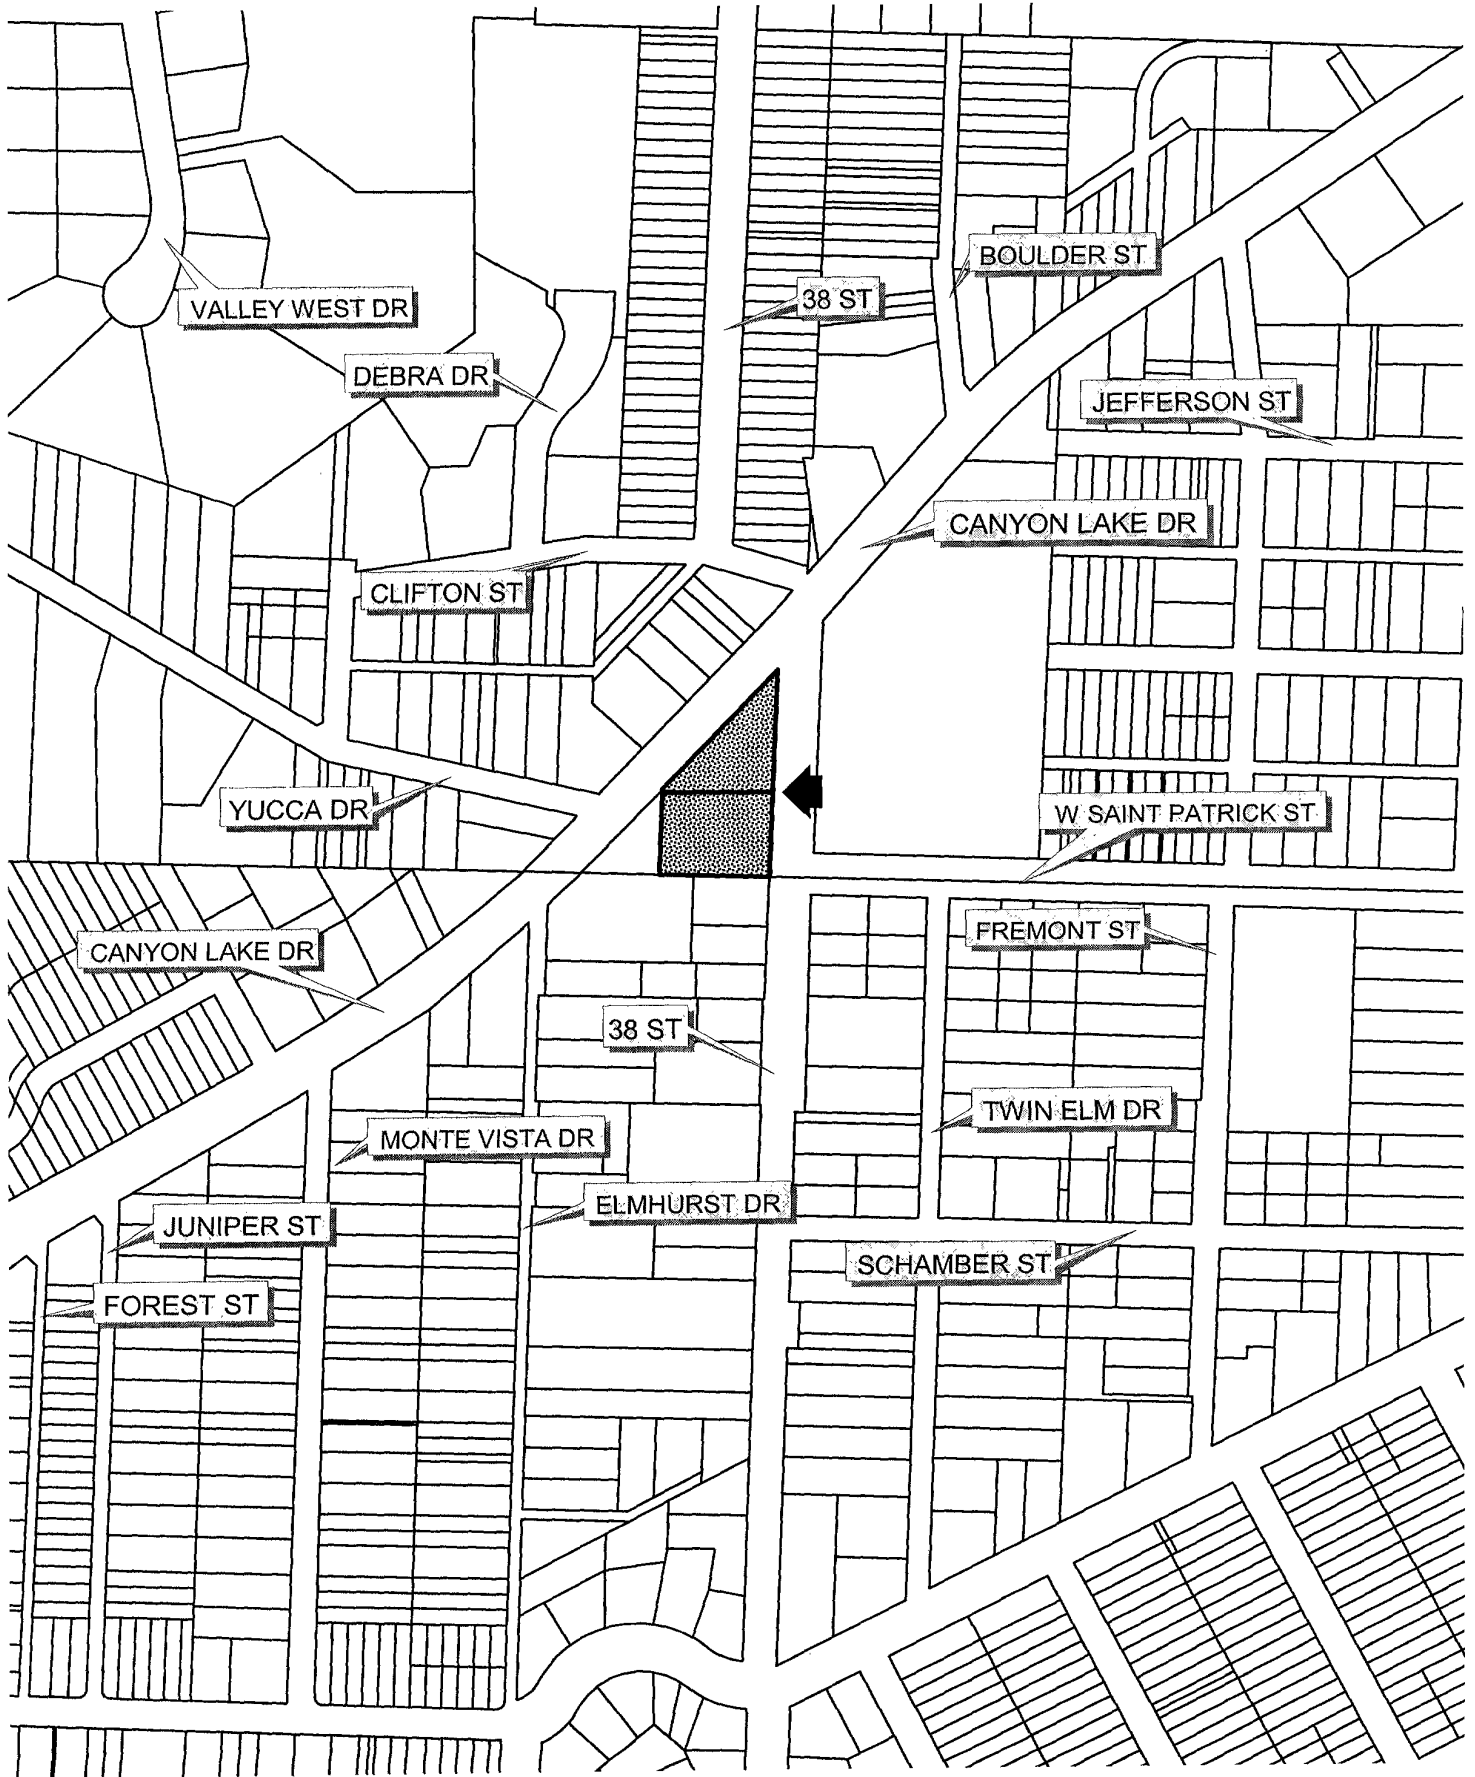 BOULDER ST
38 ST
VALLEY WEST DR
DEBRA DR
JEFFERSON ST
CANYON LAKE DR
CLIFTON ST
YUCCA DR
W SAINT PATRICK ST
FREMONT ST
CANYON LAKE DR
38 ST
TWIN ELM DR
MONTE VISTA DR
ELMHURST DR
JUNIPER ST
SCHAMBER ST
FOREST ST